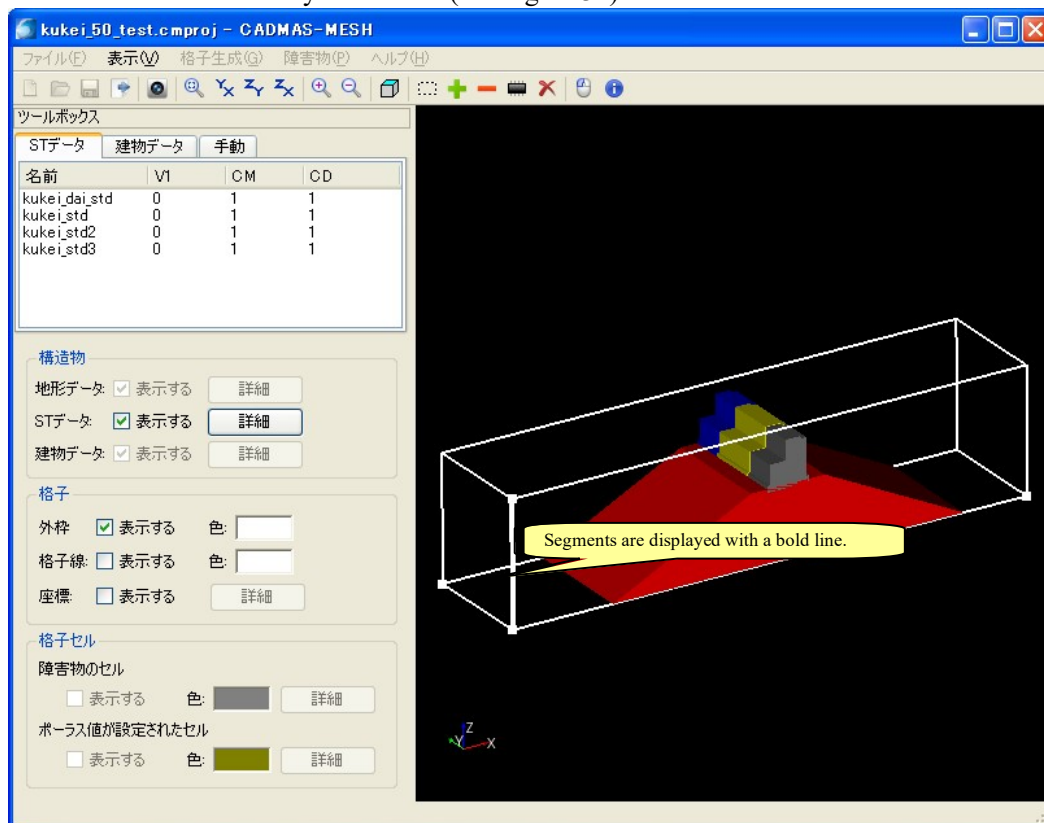 kukei_50_test.cmproj - CADMAS-MESH
ファイル(F) 表示(V) 格子生成(G) 障害物(P) ヘルプ(H)
ツールボックス
STデータ 建物データ 手動
名前 V1 CM CD
kukei_dai_std 0 1 1
kukei_std 0 1 1
kukei_std2 0 1 1
kukei_std3 0 1 1
構造物
地形データ: 表示する 詳細
STデータ: 表示する 詳細
建物データ: 表示する 詳細
格子
外枠 表示する 色:
格子線: 表示する 色:
座標: 表示する 詳細
格子セル
障害物のセル
表示する 色: 詳細
ポーラス値が設定されたセル
表示する 色: 詳細
Segments are displayed with a bold line.
Z
Y X